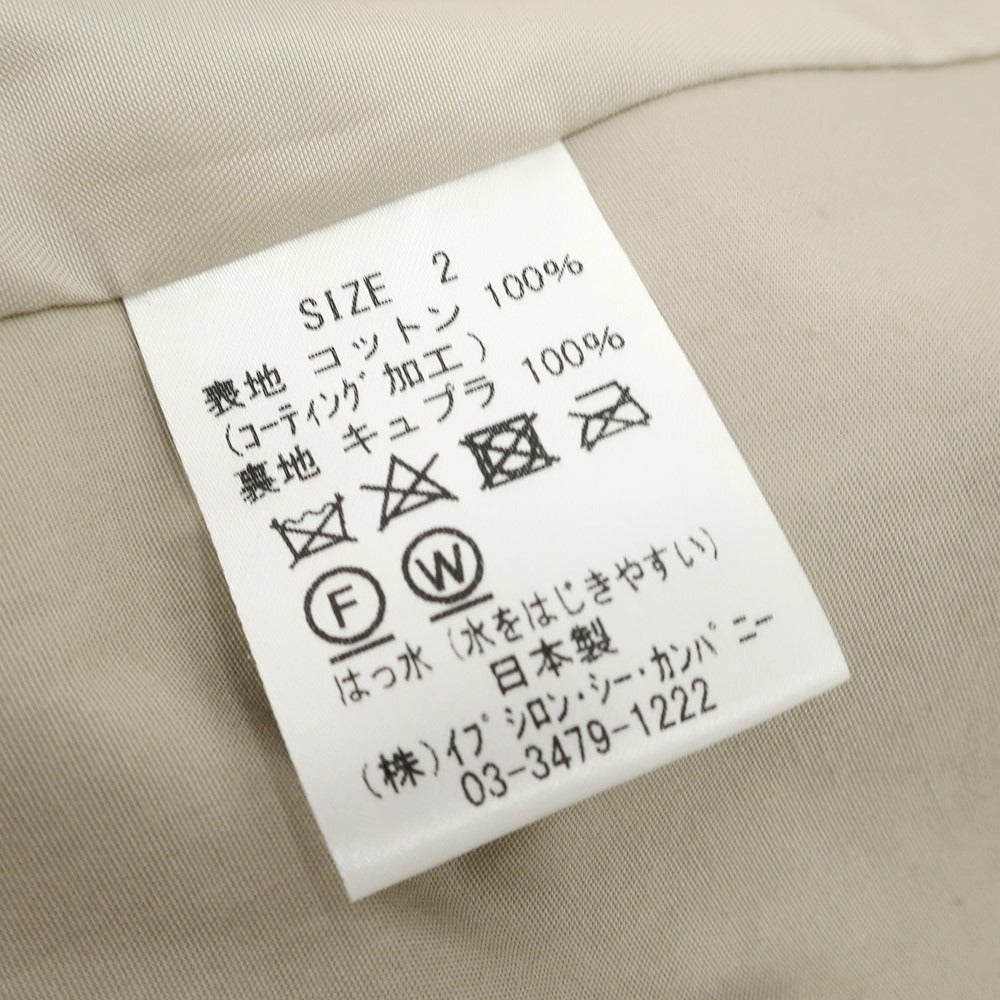 SIZE 2
表地 コットン 100%
(コーティング加工)
裏地 キュプラ 100%
F W
はっ水 (水をはじきやすい)
日本製
(株)イプシロン・シー・カンパニー
03-3479-1222